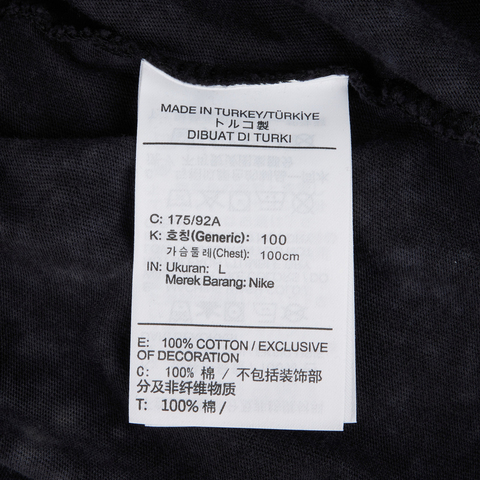 MADE IN TURKEY/TÜRKİYE
トルコ製
DIBUAT DI TURKI
C: 175/92A
K: 호칭(Generic): 100
가슴둘레(Chest): 100cm
IN: Ukuran: L
Merek Barang: Nike
E: 100% COTTON / EXCLUSIVE
OF DECORATION
C: 100% 棉 / 不包括装饰部
分及非纤维物质
T: 100% 棉 /